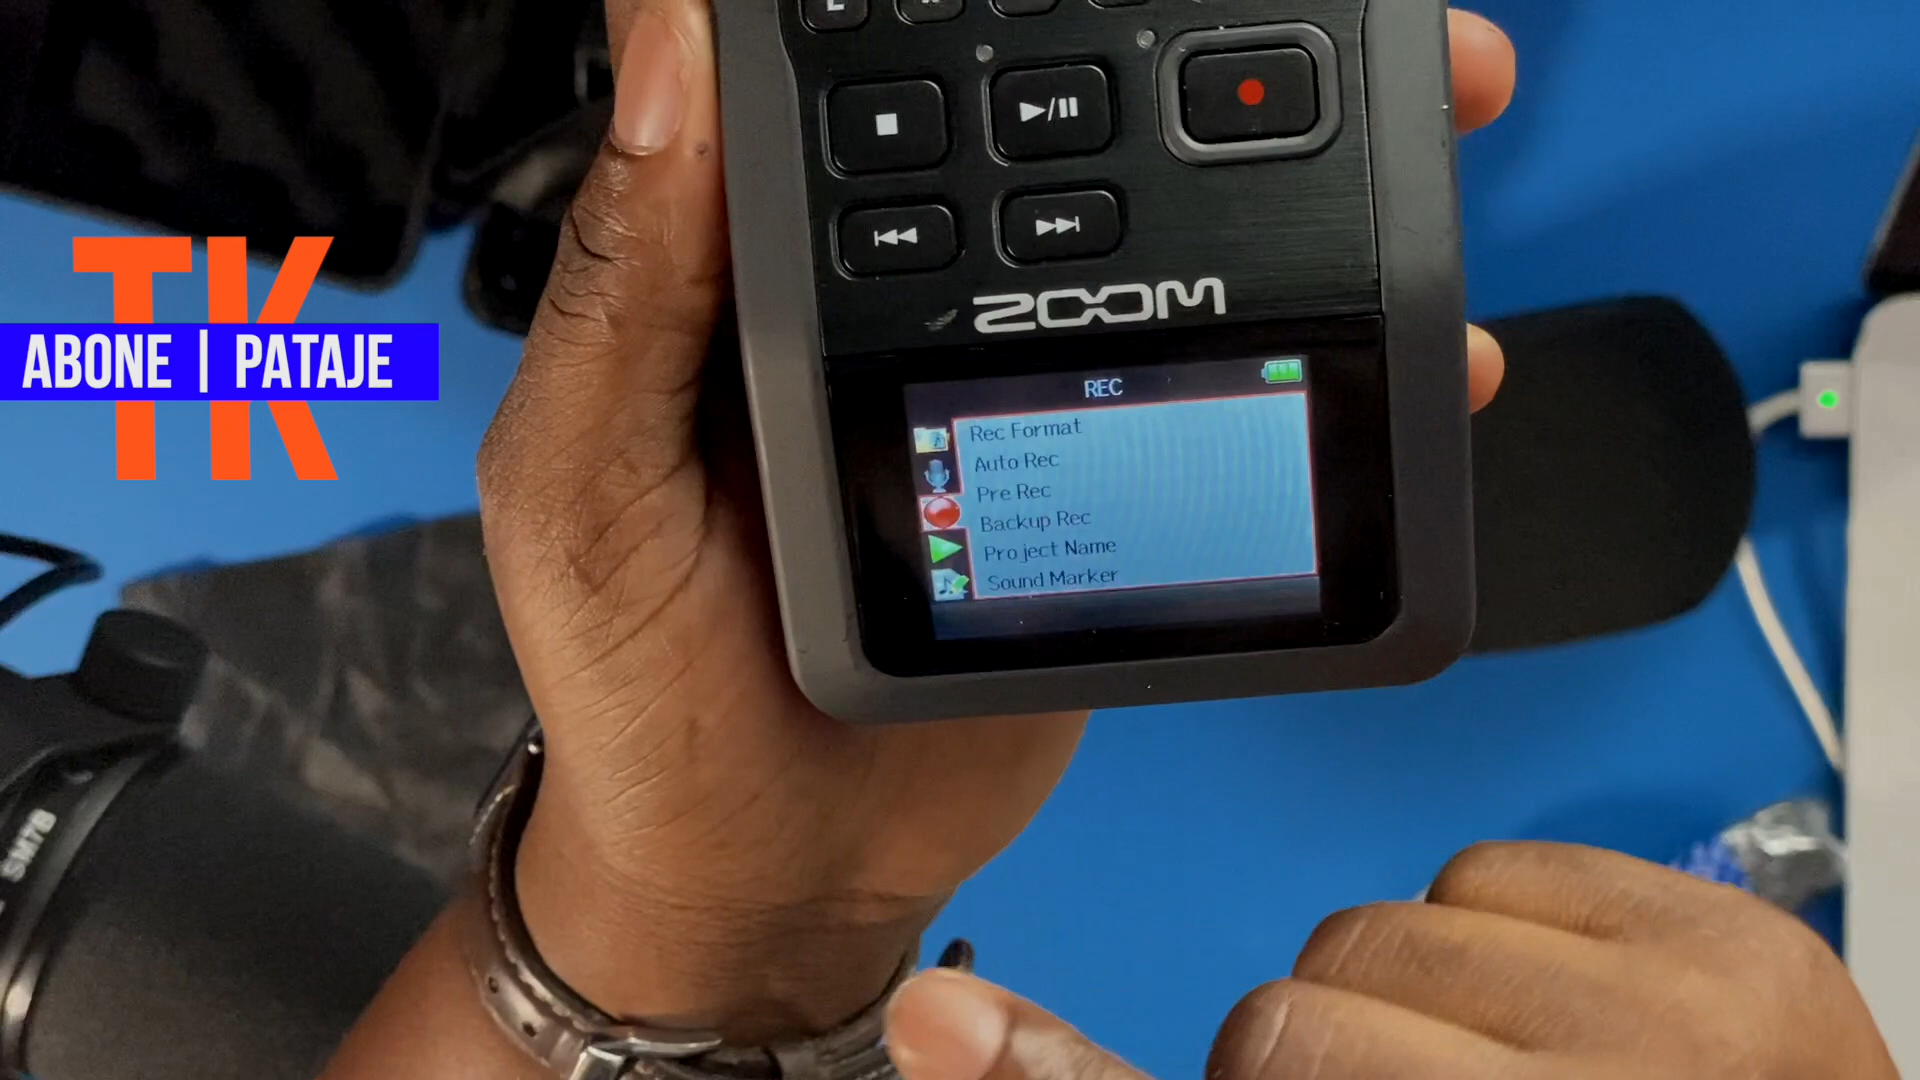 L
ZOOM
TK
ABONE | PATAJE
REC
Rec Format
Auto Rec
Pre Rec
Backup Rec
Project Name
Sound Marker
SM7B